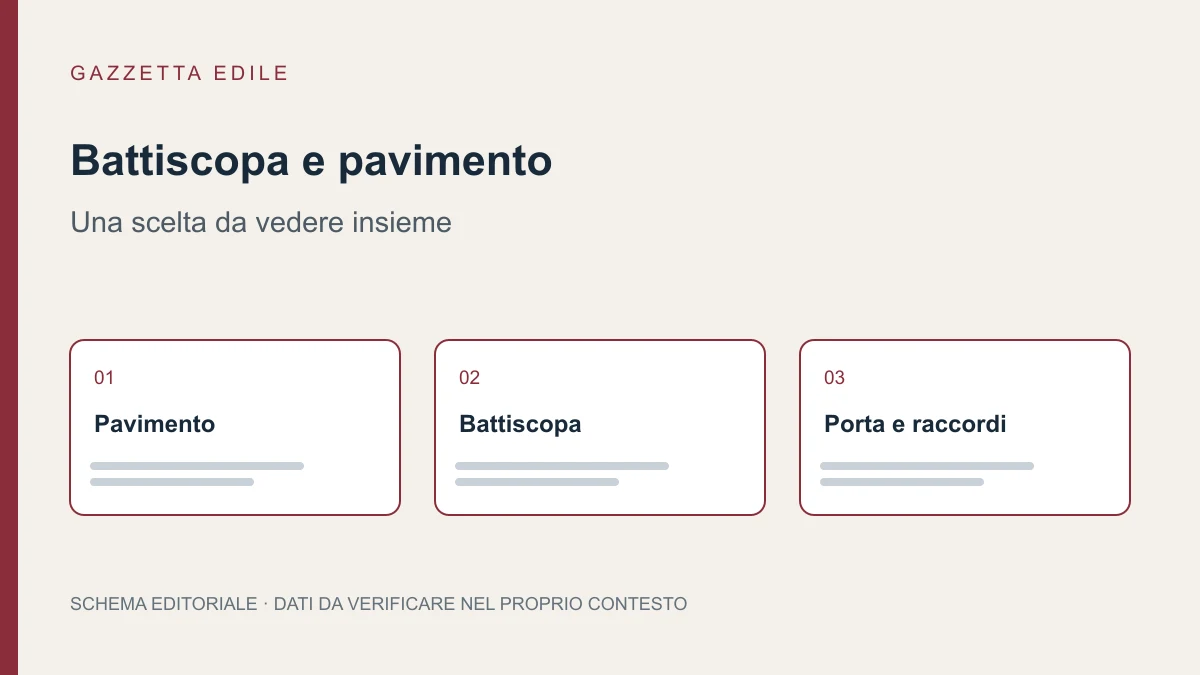 GAZZETTA EDILE
Battiscopa e pavimento
Una scelta da vedere insieme
01
Pavimento
02
Battiscopa
03
Porta e raccordi
SCHEMA EDITORIALE · DATI DA VERIFICARE NEL PROPRIO CONTESTO